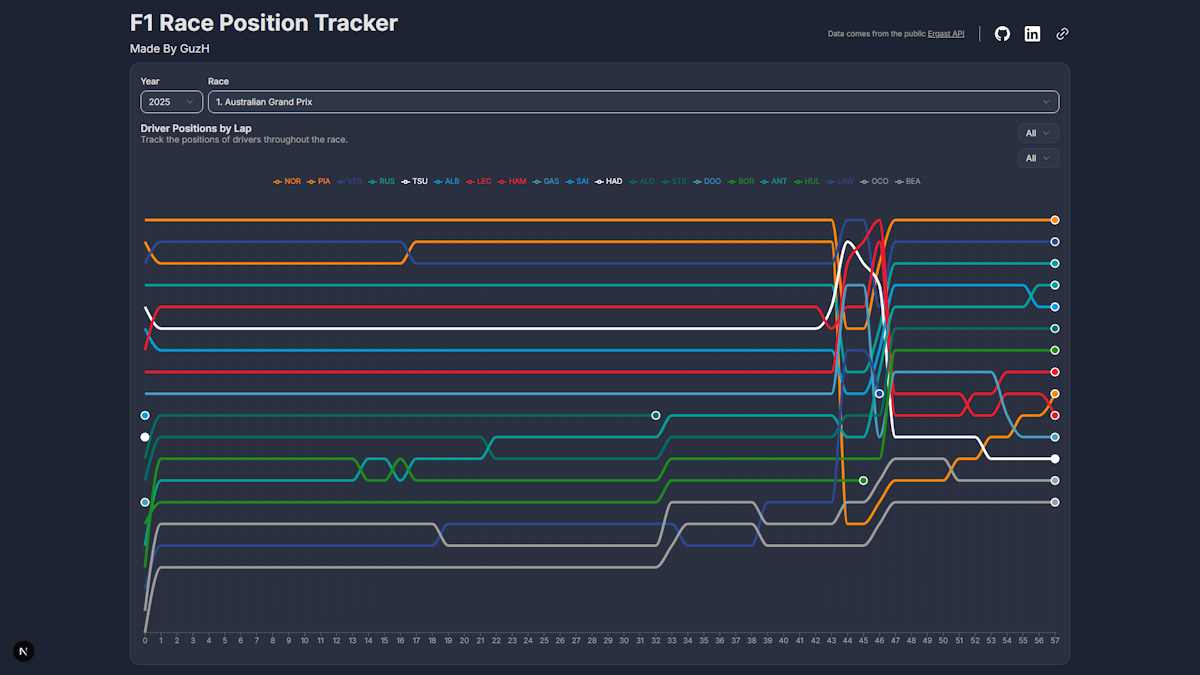 F1 Race Position Tracker
Made By GuzH
Data comes from the public Ergast API
Year
Race
2025
1. Australian Grand Prix
Driver Positions by Lap
Track the positions of drivers throughout the race.
All
All
NOR PIA VER RUS TSU ALB LEC HAM GAS SAI HAD ALO STR DOO BOR ANT HUL LAW OCO BEA
0 1 2 3 4 5 6 7 8 9 10 11 12 13 14 15 16 17 18 19 20 21 22 23 24 25 26 27 28 29 30 31 32 33 34 35 36 37 38 39 40 41 42 43 44 45 46 47 48 49 50 51 52 53 54 55 56 57
N